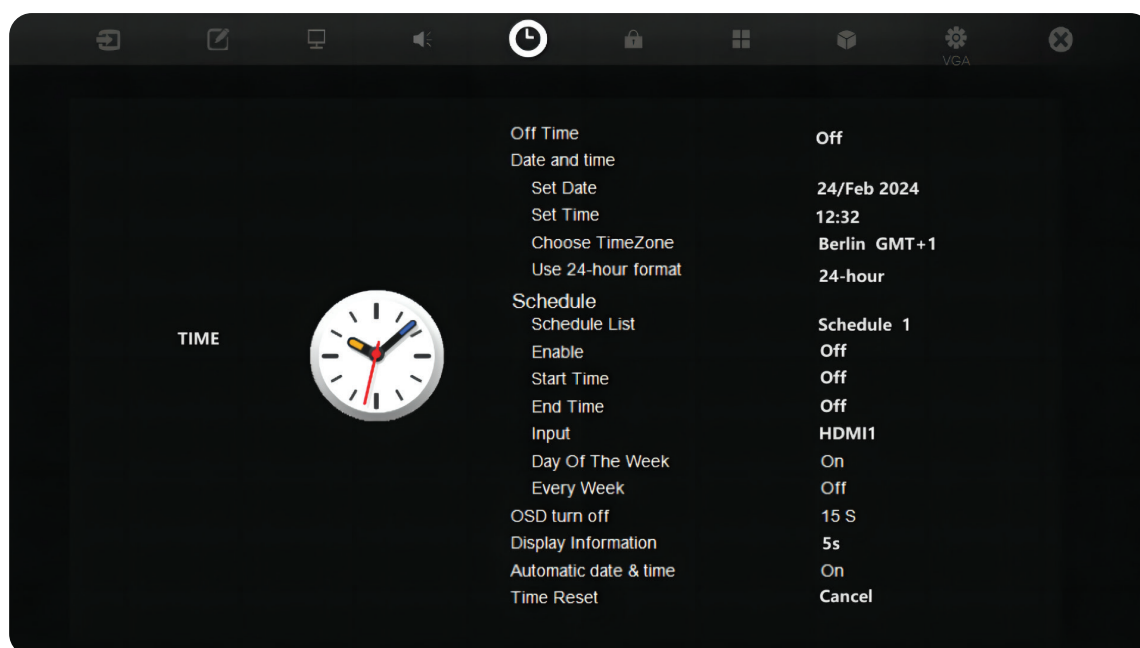 VGA
Off Time Off
Date and time
Set Date 24/Feb 2024
Set Time 12:32
Choose TimeZone Berlin GMT+1
Use 24-hour format 24-hour
Schedule
Schedule List Schedule 1
TIME
Enable Off
Start Time Off
End Time Off
Input HDMI1
Day Of The Week On
Every Week Off
OSD turn off 15 S
Display Information 5s
Automatic date & time On
Time Reset Cancel